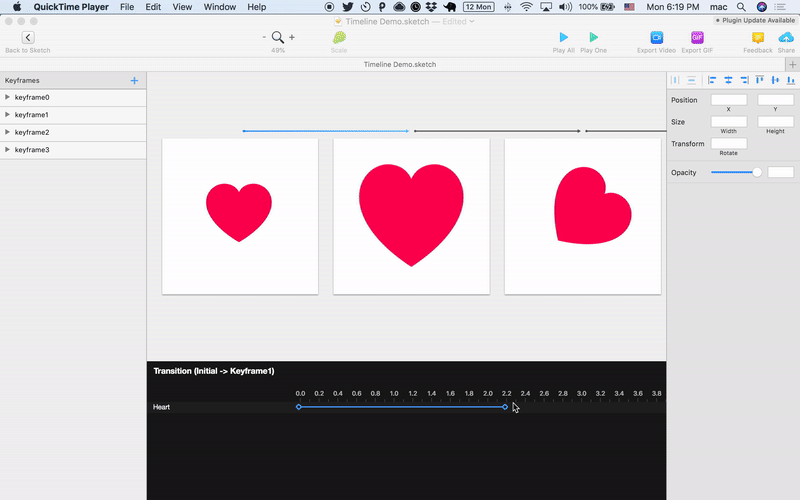 QuickTime Player File Edit View Window Help 12 Mon 100% Mon 6:19 PM mac
Timeline Demo.sketch — Edited
Plugin Update Available
Back to Sketch - + 49% Scale Play All Play One Export Video Export GIF Feedback Share
Timeline Demo.sketch +
Keyframes +
keyframe0
keyframe1
keyframe2
keyframe3
Position
X Y
Size
Width Height
Transform
Rotate
Opacity
Transition (Initial -> Keyframe1)
0.0 0.2 0.4 0.6 0.8 1.0 1.2 1.4 1.6 1.8 2.0 2.2 2.4 2.6 2.8 3.0 3.2 3.4 3.6 3.8
Heart